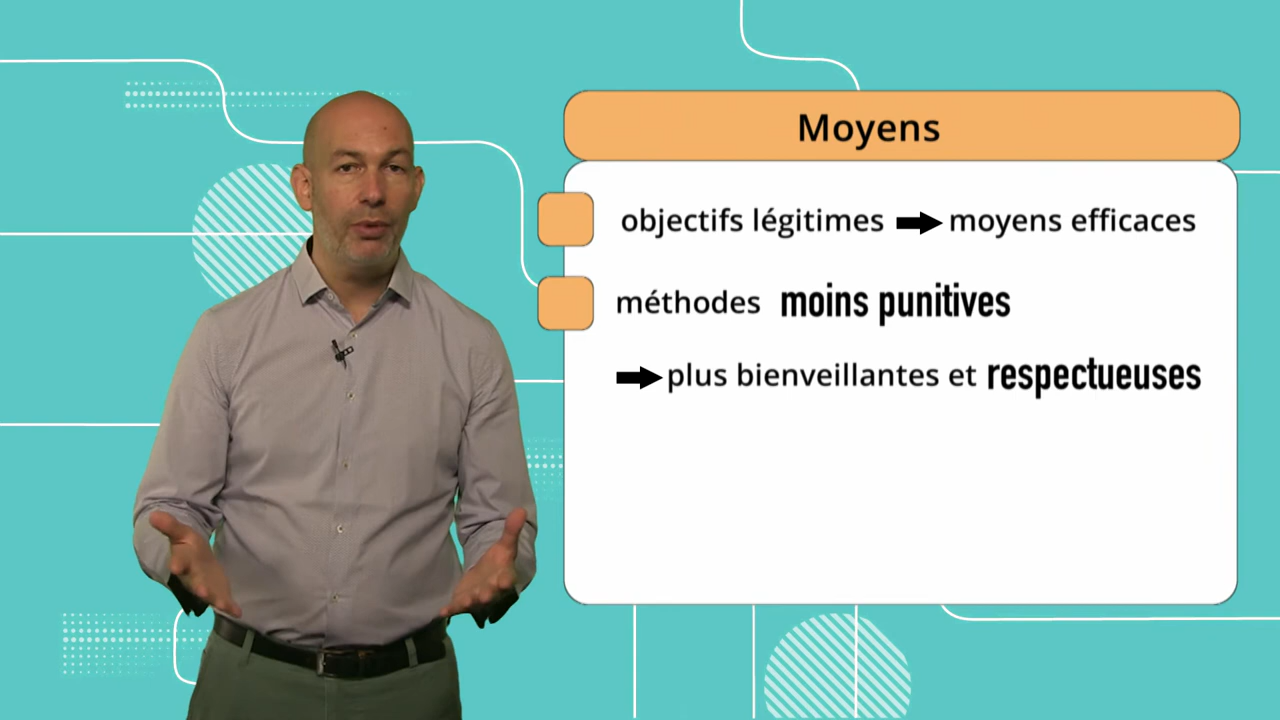 Moyens
objectifs légitimes ➡ moyens efficaces
méthodes moins punitives
➡ plus bienveillantes et respectueuses